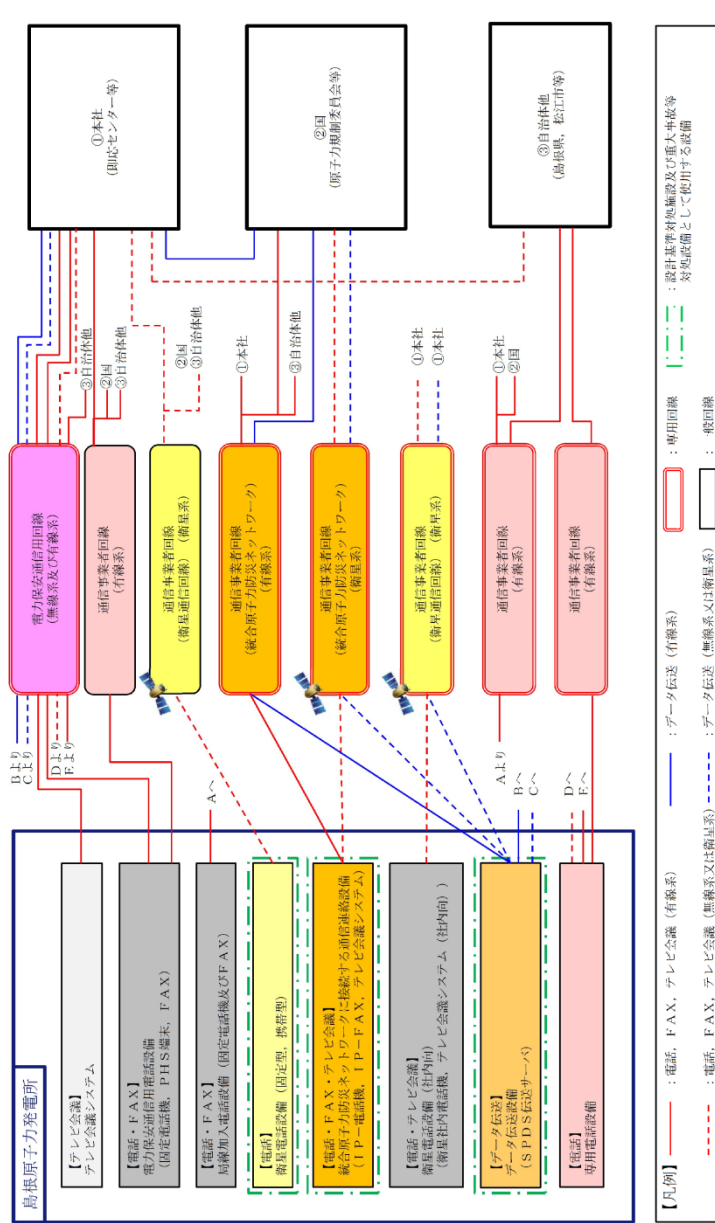 島根原子力発電所
【テレビ会議】
テレビ会議システム
【電話・FAX】
電力保安通信用電話設備
(固定電話機，PHS端末，FAX)
【電話・FAX】
局線加入電話設備（固定電話機及びFAX）
【電話】
衛星電話設備（固定型，携帯型）
【電話・FAX・テレビ会議】
統合原子力防災ネットワークに接続する通信連絡設備
(IP-電話機，IP-FAX，テレビ会議システム)
【電話・テレビ会議】
衛星電話設備（社内向）
(衛星社内電話機，テレビ会議システム（社内向）)
【データ伝送】
データ伝送設備
(SPDS伝送サーバ)
【電話】
専用電話設備
Bより
Cより
Dより
Eより
Aへ
Aより
Bへ
Cへ
Dへ
Eへ
電力保安通信用回線
(無線系及び有線系)
通信事業者回線
(有線系)
通信事業者回線
(衛星通信回線)（衛星系)
通信事業者回線
(統合原子力防災ネットワーク)
(有線系)
通信事業者回線
(統合原子力防災ネットワーク)
(衛星系)
通信事業者回線
(衛星通信回線)（衛星系)
通信事業者回線
(有線系)
通信事業者回線
(有線系)
③自治体他
②国
③自治体他
②国
③自治体他
①本社
③自治体他
①本社
①本社
①本社
②国
①本社
(即応センター等)
②国
(原子力規制委員会等)
③自治体他
(島根県，松江市等)
【凡例】
：電話，FAX，テレビ会議（有線系）
：データ伝送（有線系）
：専用回線
：設計基準対処施設及び重大事故等
対処設備として使用する設備
：電話，FAX，テレビ会議（無線系又は衛星系）
：データ伝送（無線系又は衛星系）
：一般回線